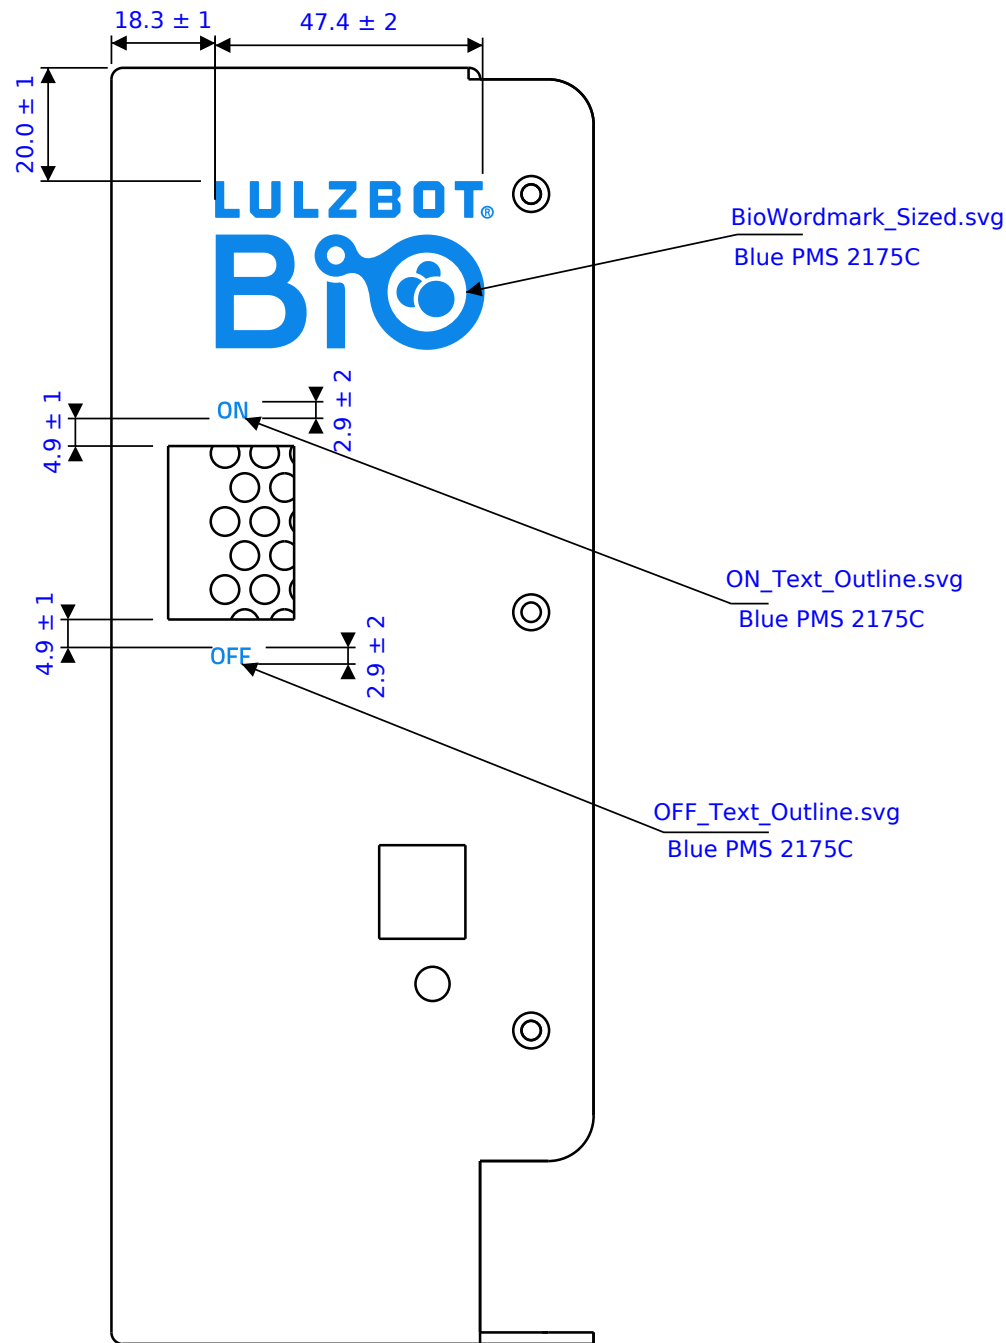 18.3 ± 1
47.4 ± 2
20.0 ± 1
LULZBOT®
BioWordmark_Sized.svg
Blue PMS 2175C
Bio
2.9 ± 2
4.9 ± 1
ON
ON_Text_Outline.svg
Blue PMS 2175C
4.9 ± 1
2.9 ± 2
OFF
OFF_Text_Outline.svg
Blue PMS 2175C